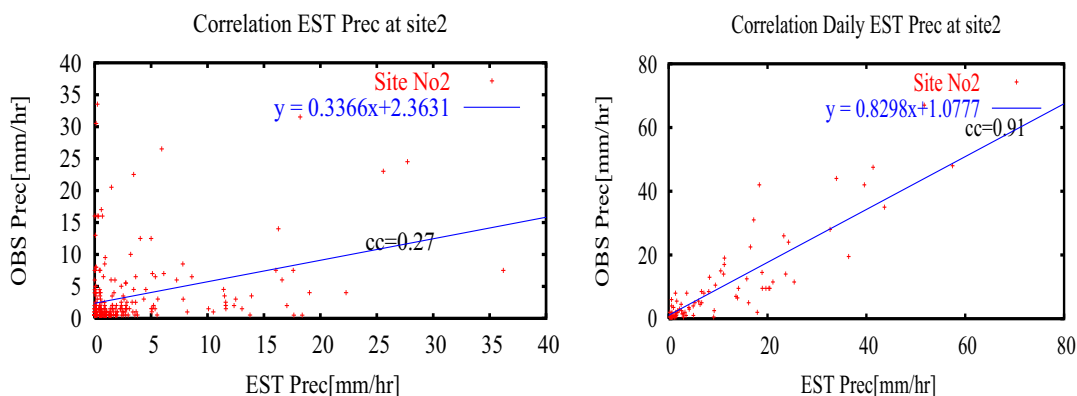 Correlation EST Prec at site2
40
35
30
25
20
15
10
5
0
OBS Prec[mm/hr]
Site No2
y = 0.3366x+2.3631
cc=0.27
0 5 10 15 20 25 30 35 40
EST Prec[mm/hr]
Correlation Daily EST Prec at site2
80
60
40
20
0
OBS Prec[mm/hr]
Site No2
y = 0.8298x+1.0777
cc=0.91
0 20 40 60 80
EST Prec[mm/hr]